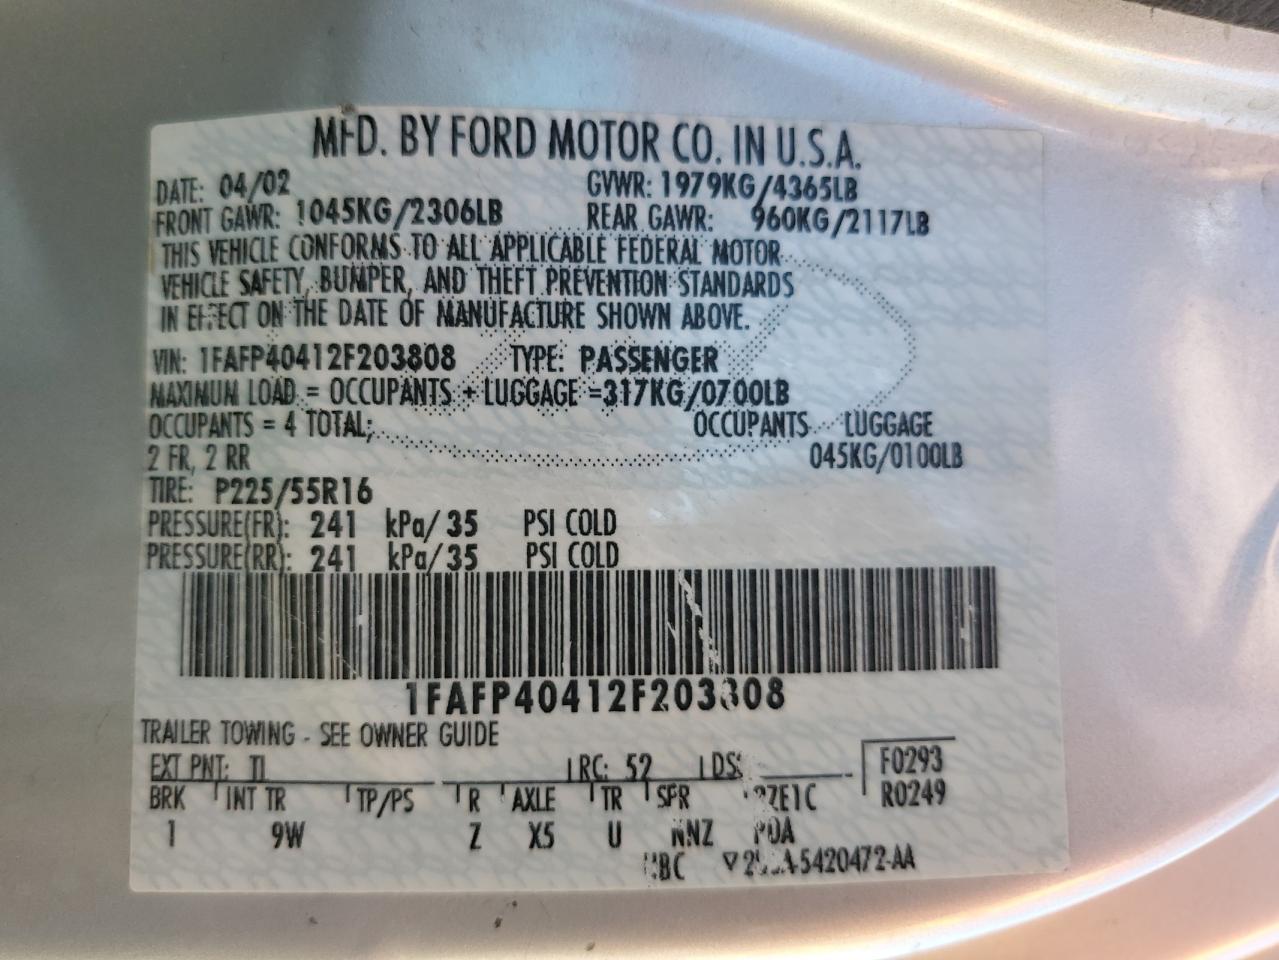 MFD. BY FORD MOTOR CO. IN U.S.A.
DATE: 04/02 GVWR: 1979KG/4365LB
FRONT GAWR: 1045KG/2306LB REAR GAWR: 960KG/2117LB
THIS VEHICLE CONFORMS TO ALL APPLICABLE FEDERAL MOTOR
VEHICLE SAFETY, BUMPER, AND THEFT PREVENTION STANDARDS
IN EFFECT ON THE DATE OF MANUFACTURE SHOWN ABOVE.
VIN: 1FAFP40412F203808 TYPE: PASSENGER
MAXIMUM LOAD = OCCUPANTS + LUGGAGE =317KG/0700LB
OCCUPANTS = 4 TOTAL; OCCUPANTS LUGGAGE
2 FR, 2 RR 045KG/0100LB
TIRE: P225/55R16
PRESSURE(FR): 241 kPa/35 PSI COLD
PRESSURE(RR): 241 kPa/35 PSI COLD
1FAFP40412F203808
TRAILER TOWING - SEE OWNER GUIDE
EXT PNT: TL RC: 52 F0293
BRK INT TR TP/PS R AXLE TR SPR R0249
1 9W Z X5 U NNZ